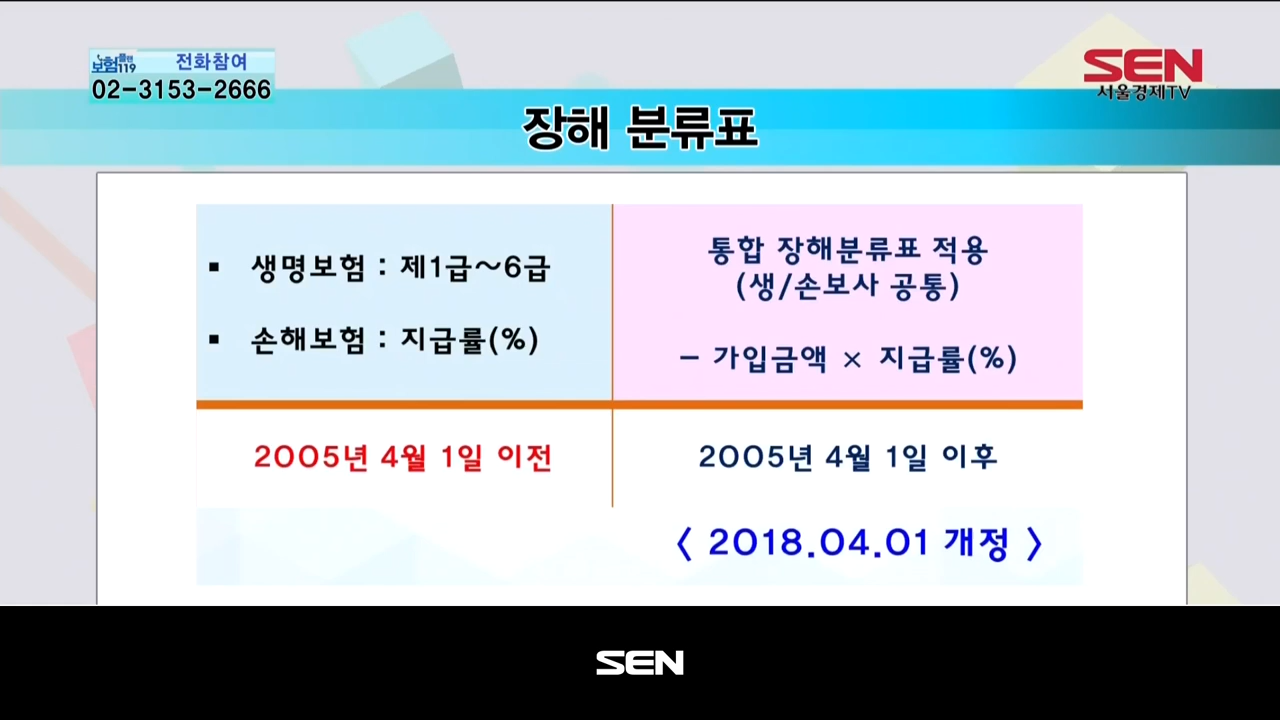 보험플랜119 전화참여
02-3153-2666
SEN
서울경제TV
장해 분류표
▪ 생명보험 : 제1급~6급
▪ 손해보험 : 지급률(%)
통합 장해분류표 적용
(생/손보사 공통)
- 가입금액 × 지급률(%)
2005년 4월 1일 이전
2005년 4월 1일 이후
< 2018.04.01 개정 >
SEN